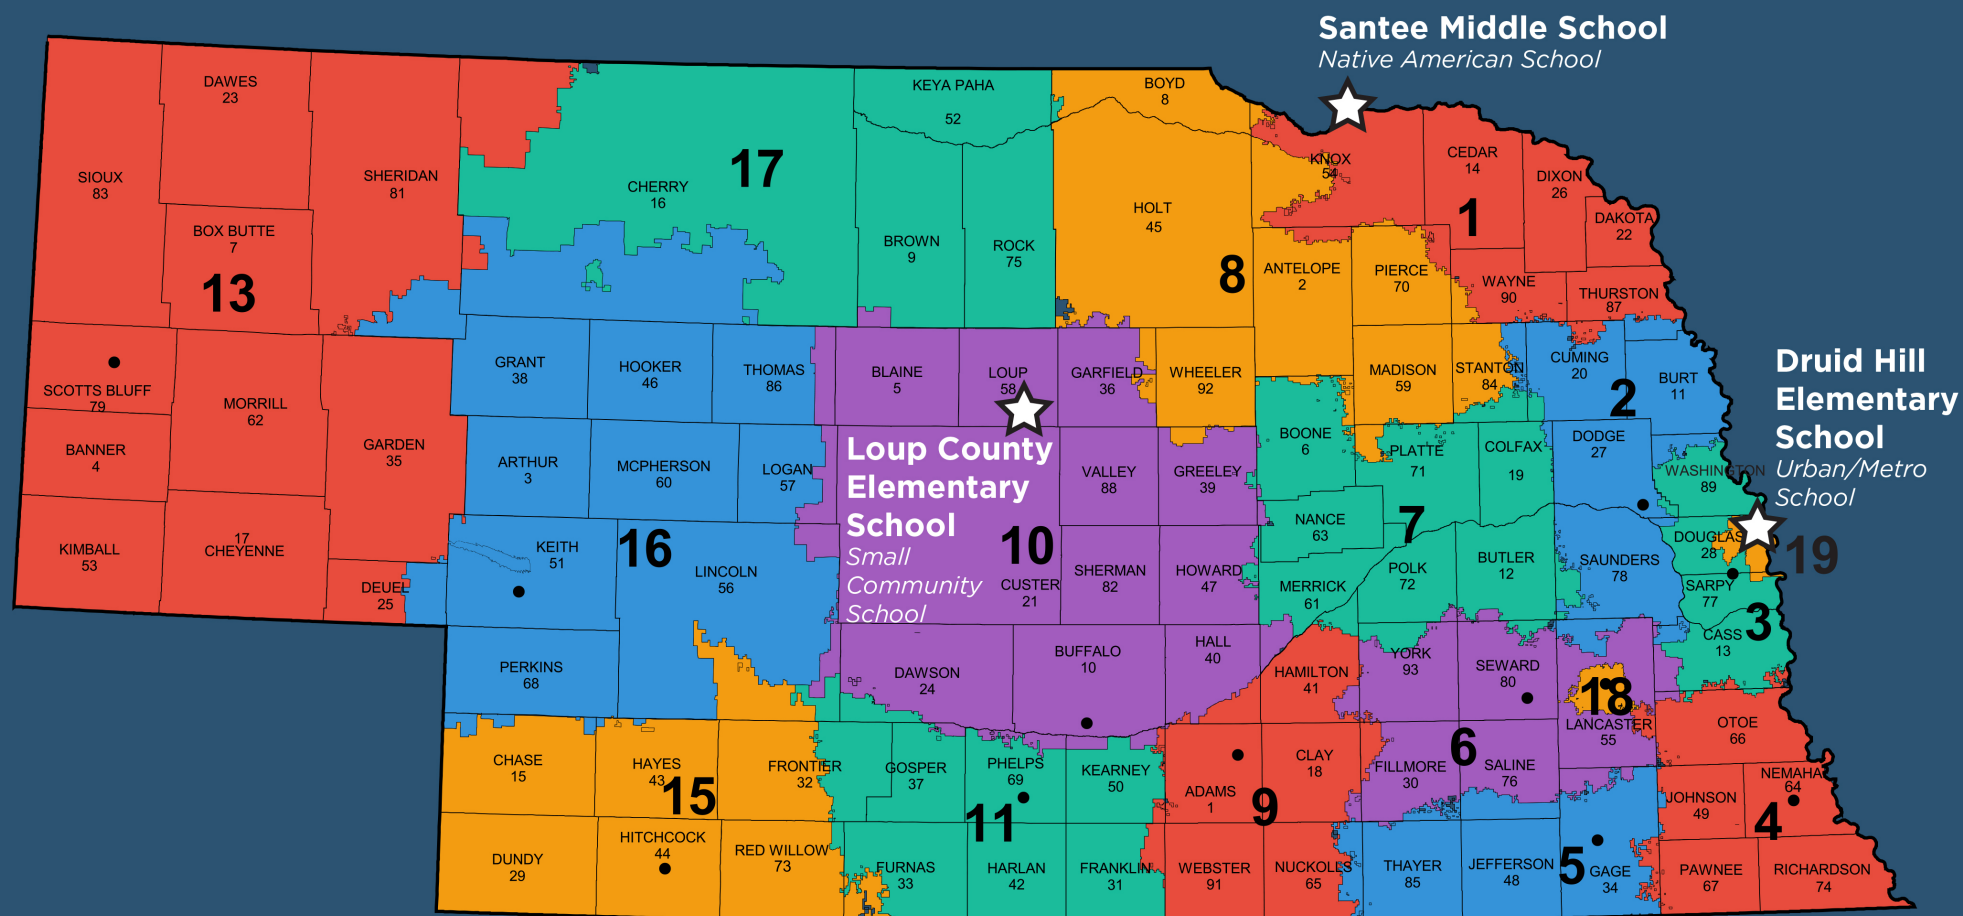 Santee Middle School
Native American School
DAWES
23
KEYA PAHA
52
BOYD
8
SIOUX
83
SHERIDAN
81
17
CHERRY
16
KNOX
54
CEDAR
14
DIXON
26
BOX BUTTE
7
13
BROWN
9
ROCK
75
HOLT
45
8
1
DAKOTA
22
ANTELOPE
2
PIERCE
70
WAYNE
90
THURSTON
87
SCOTTS BLUFF
79
MORRILL
62
GRANT
38
HOOKER
46
THOMAS
86
BLAINE
5
LOUP
58
GARFIELD
36
WHEELER
92
MADISON
59
STANTON
84
CUMING
20
2
BURT
11
Druid Hill
Elementary
School
Urban/Metro
School
BANNER
4
GARDEN
35
ARTHUR
3
MCPHERSON
60
LOGAN
57
Loup County
Elementary
School
Small
Community
School
VALLEY
88
GREELEY
39
BOONE
6
PLATTE
71
COLFAX
19
DODGE
27
WASHINGTON
89
KIMBALL
53
17
CHEYENNE
DEUEL
25
KEITH
51
16
LINCOLN
56
10
CUSTER
21
SHERMAN
82
HOWARD
47
NANCE
63
7
MERRICK
61
POLK
72
BUTLER
12
SAUNDERS
78
DOUGLAS
28
19
SARPY
77
3
CASS
13
PERKINS
68
DAWSON
24
BUFFALO
10
HALL
40
HAMILTON
41
YORK
93
SEWARD
80
18
LANCASTER
55
OTOE
66
CHASE
15
HAYES
43
15
FRONTIER
32
GOSPER
37
PHELPS
69
KEARNEY
50
ADAMS
1
CLAY
18
9
FILLMORE
30
6
SALINE
76
JOHNSON
49
NEMAHA
64
4
DUNDY
29
HITCHCOCK
44
RED WILLOW
73
11
FURNAS
33
HARLAN
42
FRANKLIN
31
WEBSTER
91
NUCKOLLS
65
THAYER
85
JEFFERSON
48
5
GAGE
34
PAWNEE
67
RICHARDSON
74